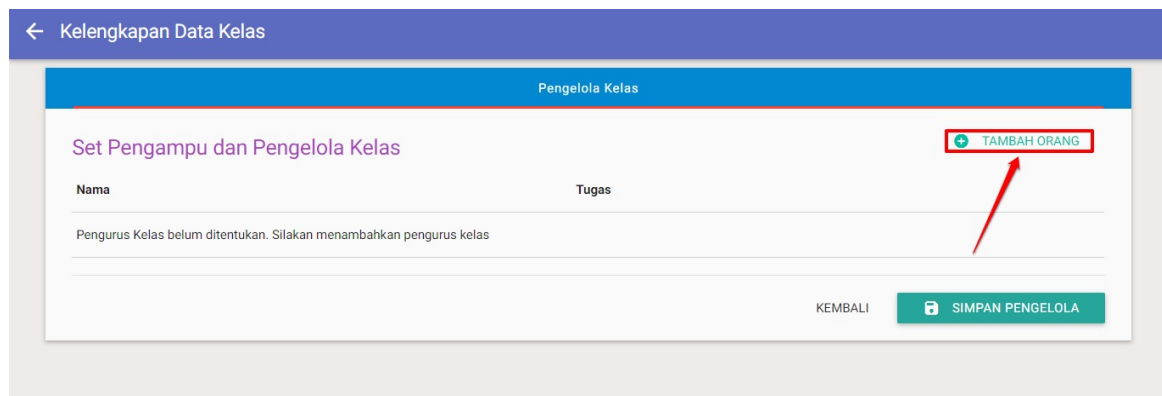 Kelengkapan Data Kelas
Pengelola Kelas
Set Pengampu dan Pengelola Kelas
TAMBAH ORANG
Nama Tugas
Pengurus Kelas belum ditentukan. Silakan menambahkan pengurus kelas
KEMBALI SIMPAN PENGELOLA